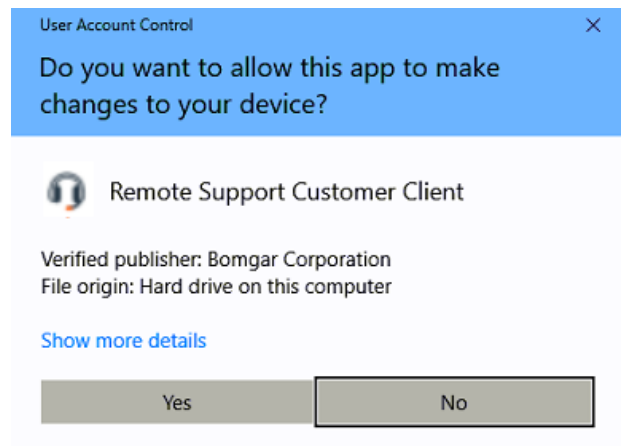 User Account Control
Do you want to allow this app to make
changes to your device?
Remote Support Customer Client
Verified publisher: Bomgar Corporation
File origin: Hard drive on this computer
Show more details
Yes
No